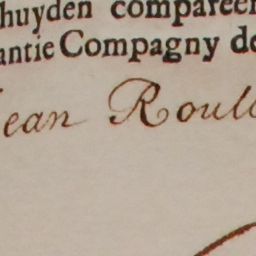 huyden compareer
antie Compagny de
ean Roul